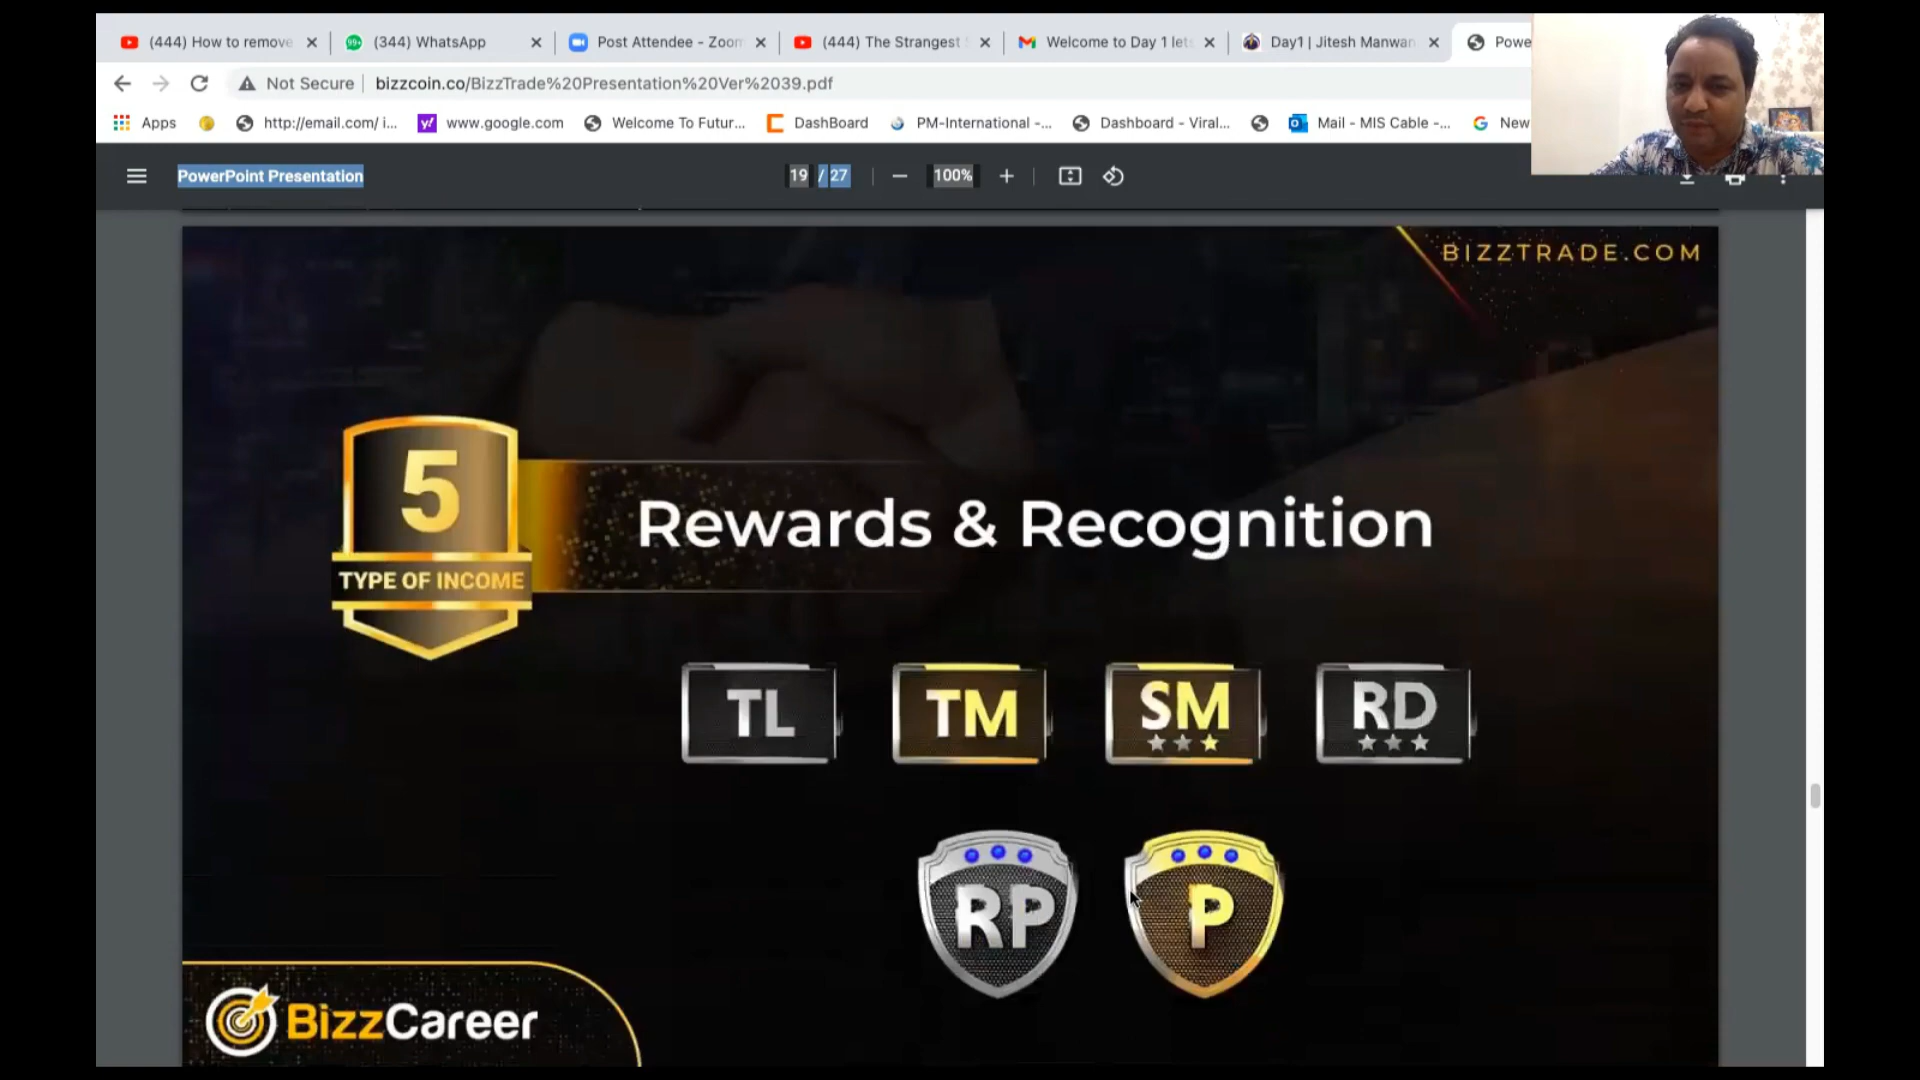 (444) How to remove
(344) WhatsApp
Post Attendee - Zoom
(444) The Strangest
Welcome to Day 1 lets
Day1 | Jitesh Manwan
Powe
Not Secure
bizzcoin.co/BizzTrade%20Presentation%20Ver%2039.pdf
Apps
http://email.com/ i...
www.google.com
Welcome To Futur...
DashBoard
PM-International -...
Dashboard - Viral...
Mail - MIS Cable -...
New
PowerPoint Presentation
19 / 27
100%
BIZZTRADE.COM
5
TYPE OF INCOME
Rewards & Recognition
TL
TM
SM
RD
RP
P
BizzCareer